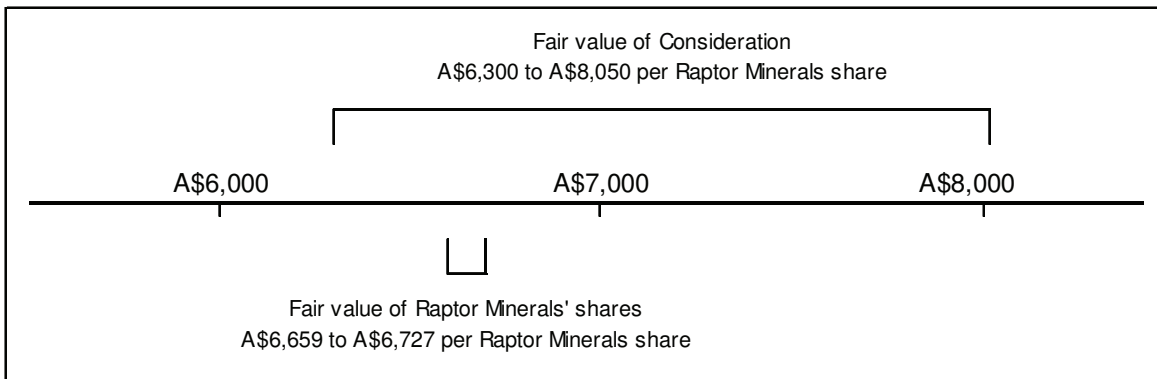 Fair value of Consideration
A$6,300 to A$8,050 per Raptor Minerals share
A$6,000 A$7,000 A$8,000
Fair value of Raptor Minerals' shares
A$6,659 to A$6,727 per Raptor Minerals share